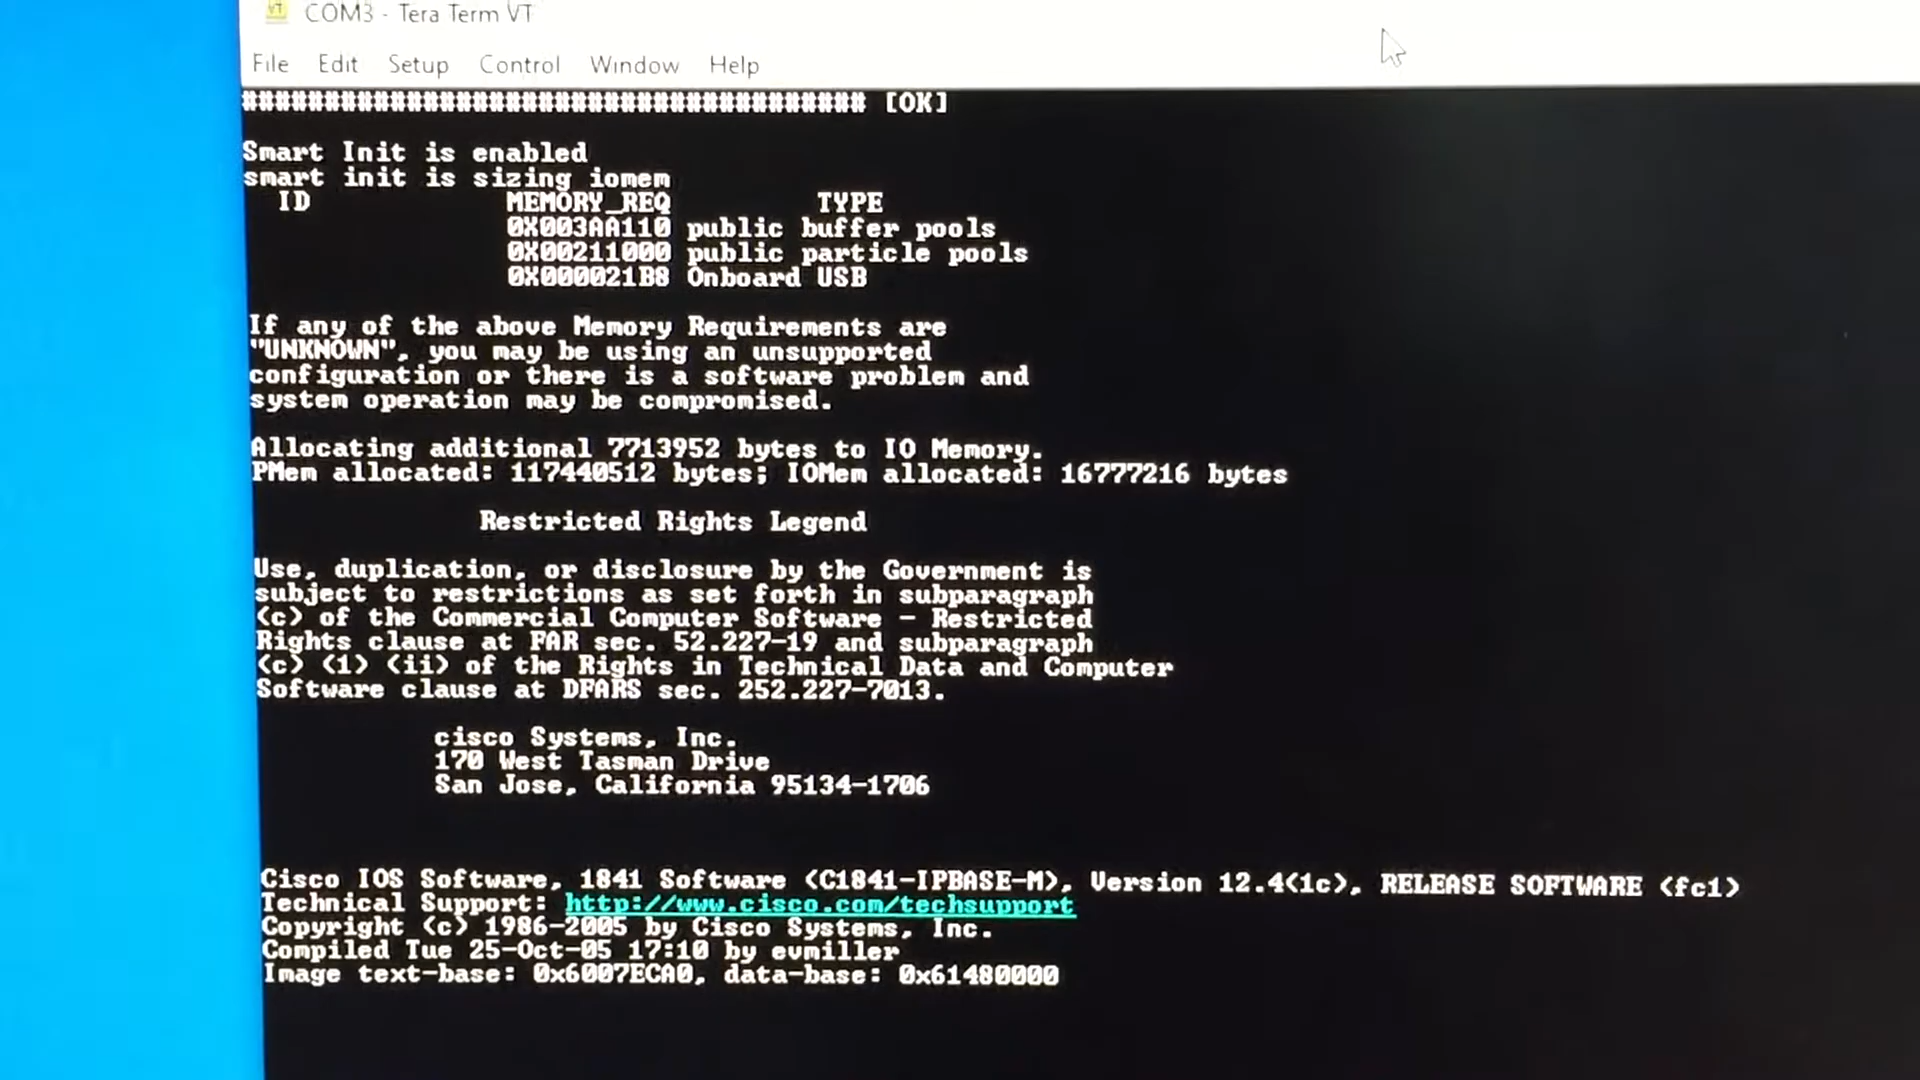 COM3 - Tera Term VT
File Edit Setup Control Window Help
###################################### [OK]
Smart Init is enabled
smart init is sizing iomem
ID MEMORY_REQ TYPE
0X003AA110 public buffer pools
0X00211000 public particle pools
0X000021B8 Onboard USB
If any of the above Memory Requirements are
"UNKNOWN", you may be using an unsupported
configuration or there is a software problem and
system operation may be compromised.
Allocating additional 7713952 bytes to IO Memory.
PMem allocated: 117440512 bytes; IOMem allocated: 16777216 bytes
Restricted Rights Legend
Use, duplication, or disclosure by the Government is
subject to restrictions as set forth in subparagraph
(c) of the Commercial Computer Software - Restricted
Rights clause at FAR sec. 52.227-19 and subparagraph
(c) (1) (ii) of the Rights in Technical Data and Computer
Software clause at DFARS sec. 252.227-7013.
cisco Systems, Inc.
170 West Tasman Drive
San Jose, California 95134-1706
Cisco IOS Software, 1841 Software (C1841-IPBASE-M), Version 12.4(1c), RELEASE SOFTWARE (fc1)
Technical Support: http://www.cisco.com/techsupport
Copyright (c) 1986-2005 by Cisco Systems, Inc.
Compiled Tue 25-Oct-05 17:10 by evmiller
Image text-base: 0x6007ECA0, data-base: 0x61480000